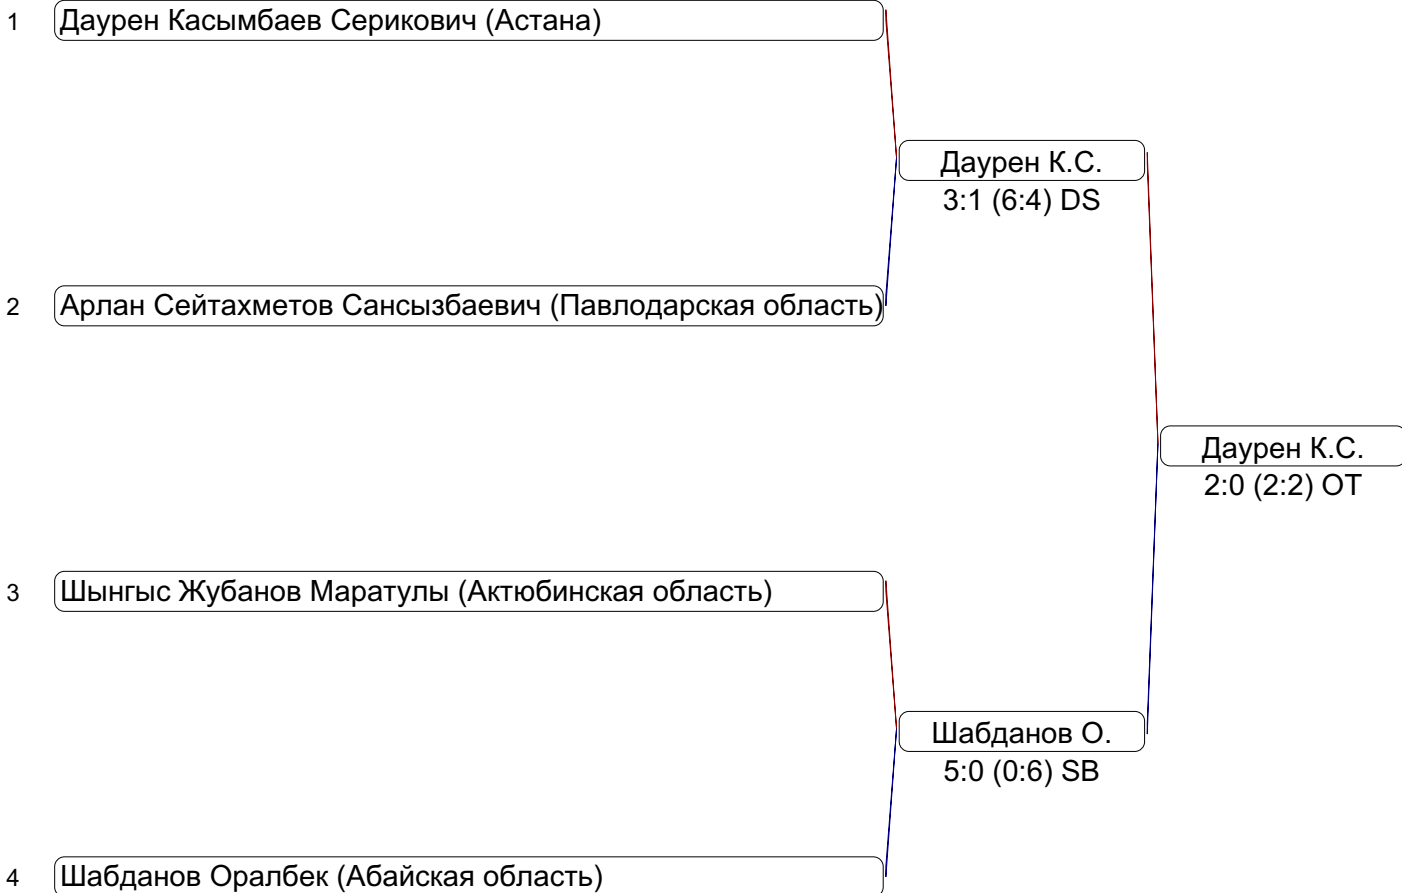 1 Даурен Касымбаев Серикович (Астана)
Даурен К.С.
3:1 (6:4) DS
2 Арлан Сейтахметов Сансызбаевич (Павлодарская область)
Даурен К.С.
2:0 (2:2) OT
3 Шынгыс Жубанов Маратулы (Актюбинская область)
Шабданов О.
5:0 (0:6) SB
4 Шабданов Оралбек (Абайская область)